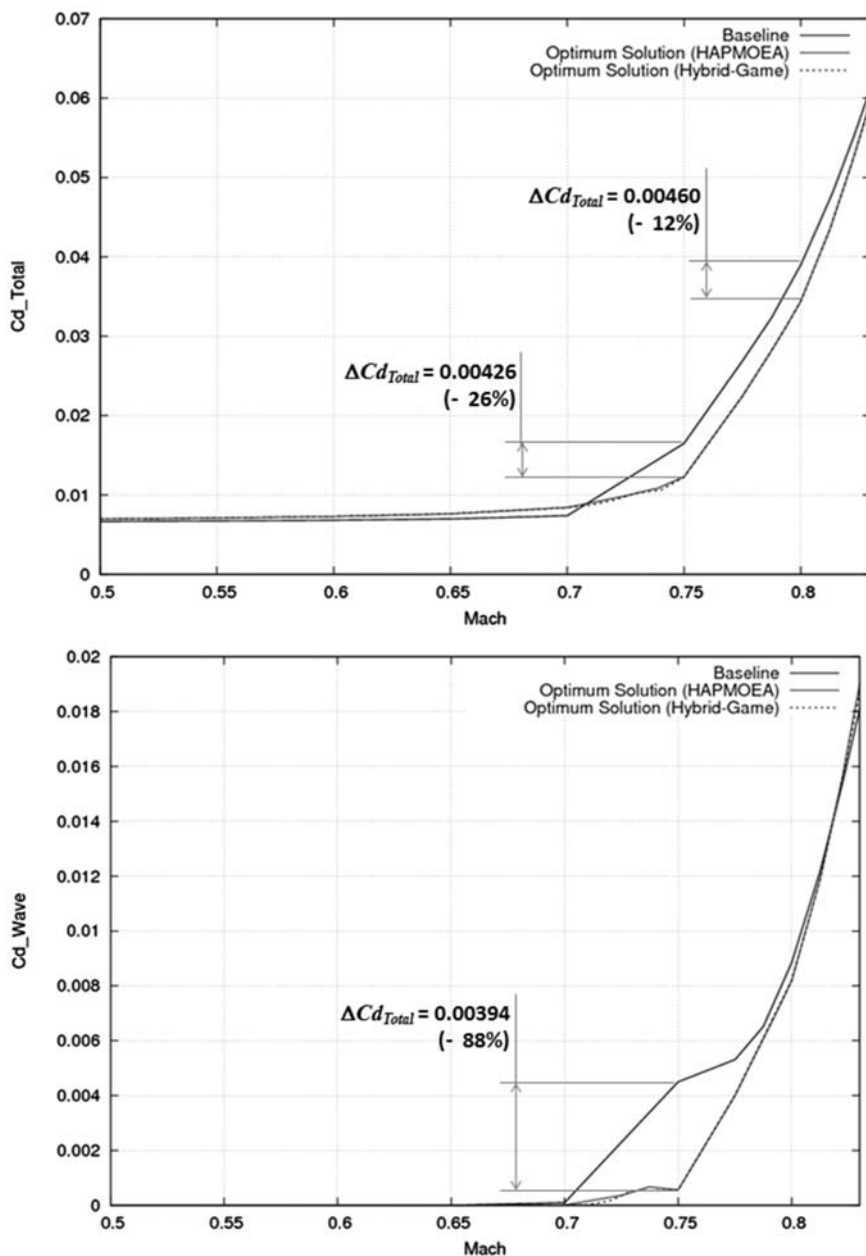 0.07
Baseline
Optimum Solution (HAPMOEA)
Optimum Solution (Hybrid-Game)
0.06
0.05
ΔCd_Total = 0.00460
(- 12%)
0.04
Cd_Total
0.03
ΔCd_Total = 0.00426
(- 26%)
0.02
0.01
0
0.5 0.55 0.6 0.65 0.7 0.75 0.8
Mach
0.02
Baseline
Optimum Solution (HAPMOEA)
Optimum Solution (Hybrid-Game)
0.018
0.016
0.014
0.012
0.01
Cd_Wave
0.008
ΔCd_Total = 0.00394
(- 88%)
0.006
0.004
0.002
0
0.5 0.55 0.6 0.65 0.7 0.75 0.8
Mach